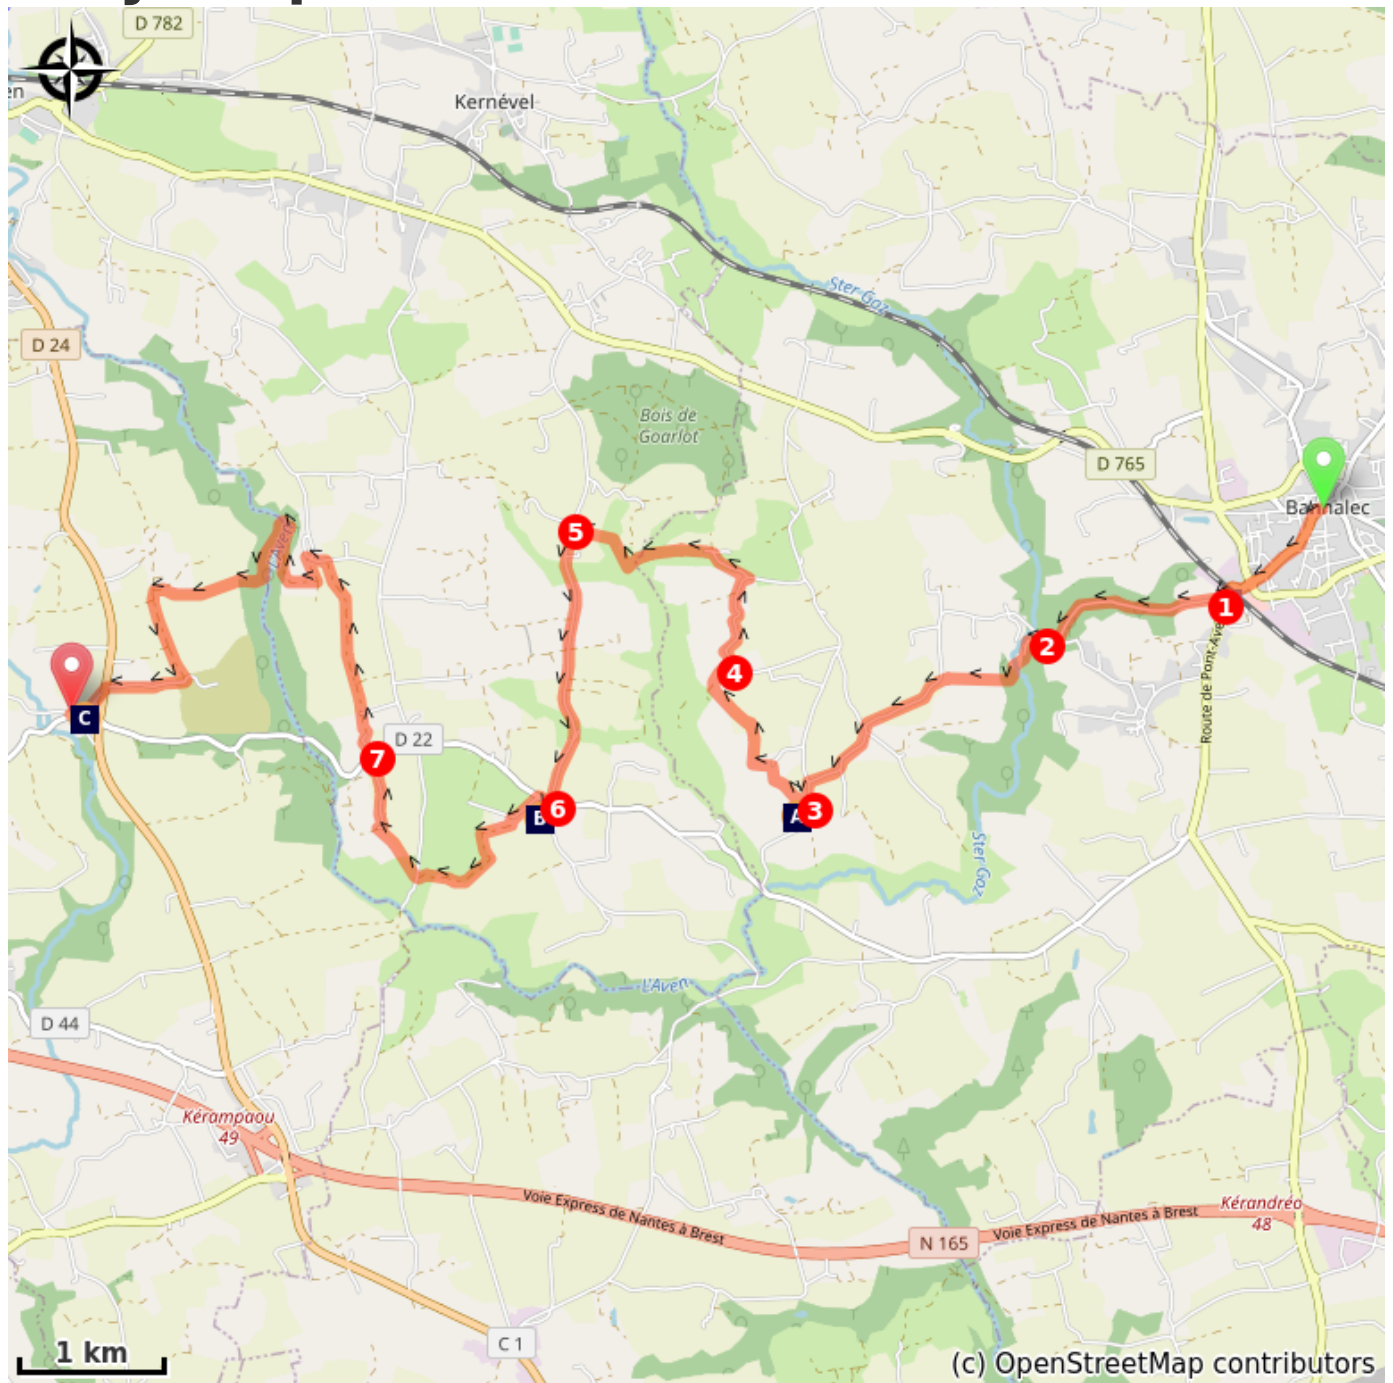 D 782
en
Kernével
Ster-Goz
D 24
Bois de
Goarlot
D 765
Bannalec
L'Aven
5
1
2
4
Route de Pont-Aven
C
D 22
7
B
6
A
3
Ster Goz
L'Aven
D 44
Kérampaou
49
Voie Express de Nantes à Brest
Kérandréo
48
Voie Express de Nantes à Brest
N 165
C 1
1 km
(c) OpenStreetMap contributors